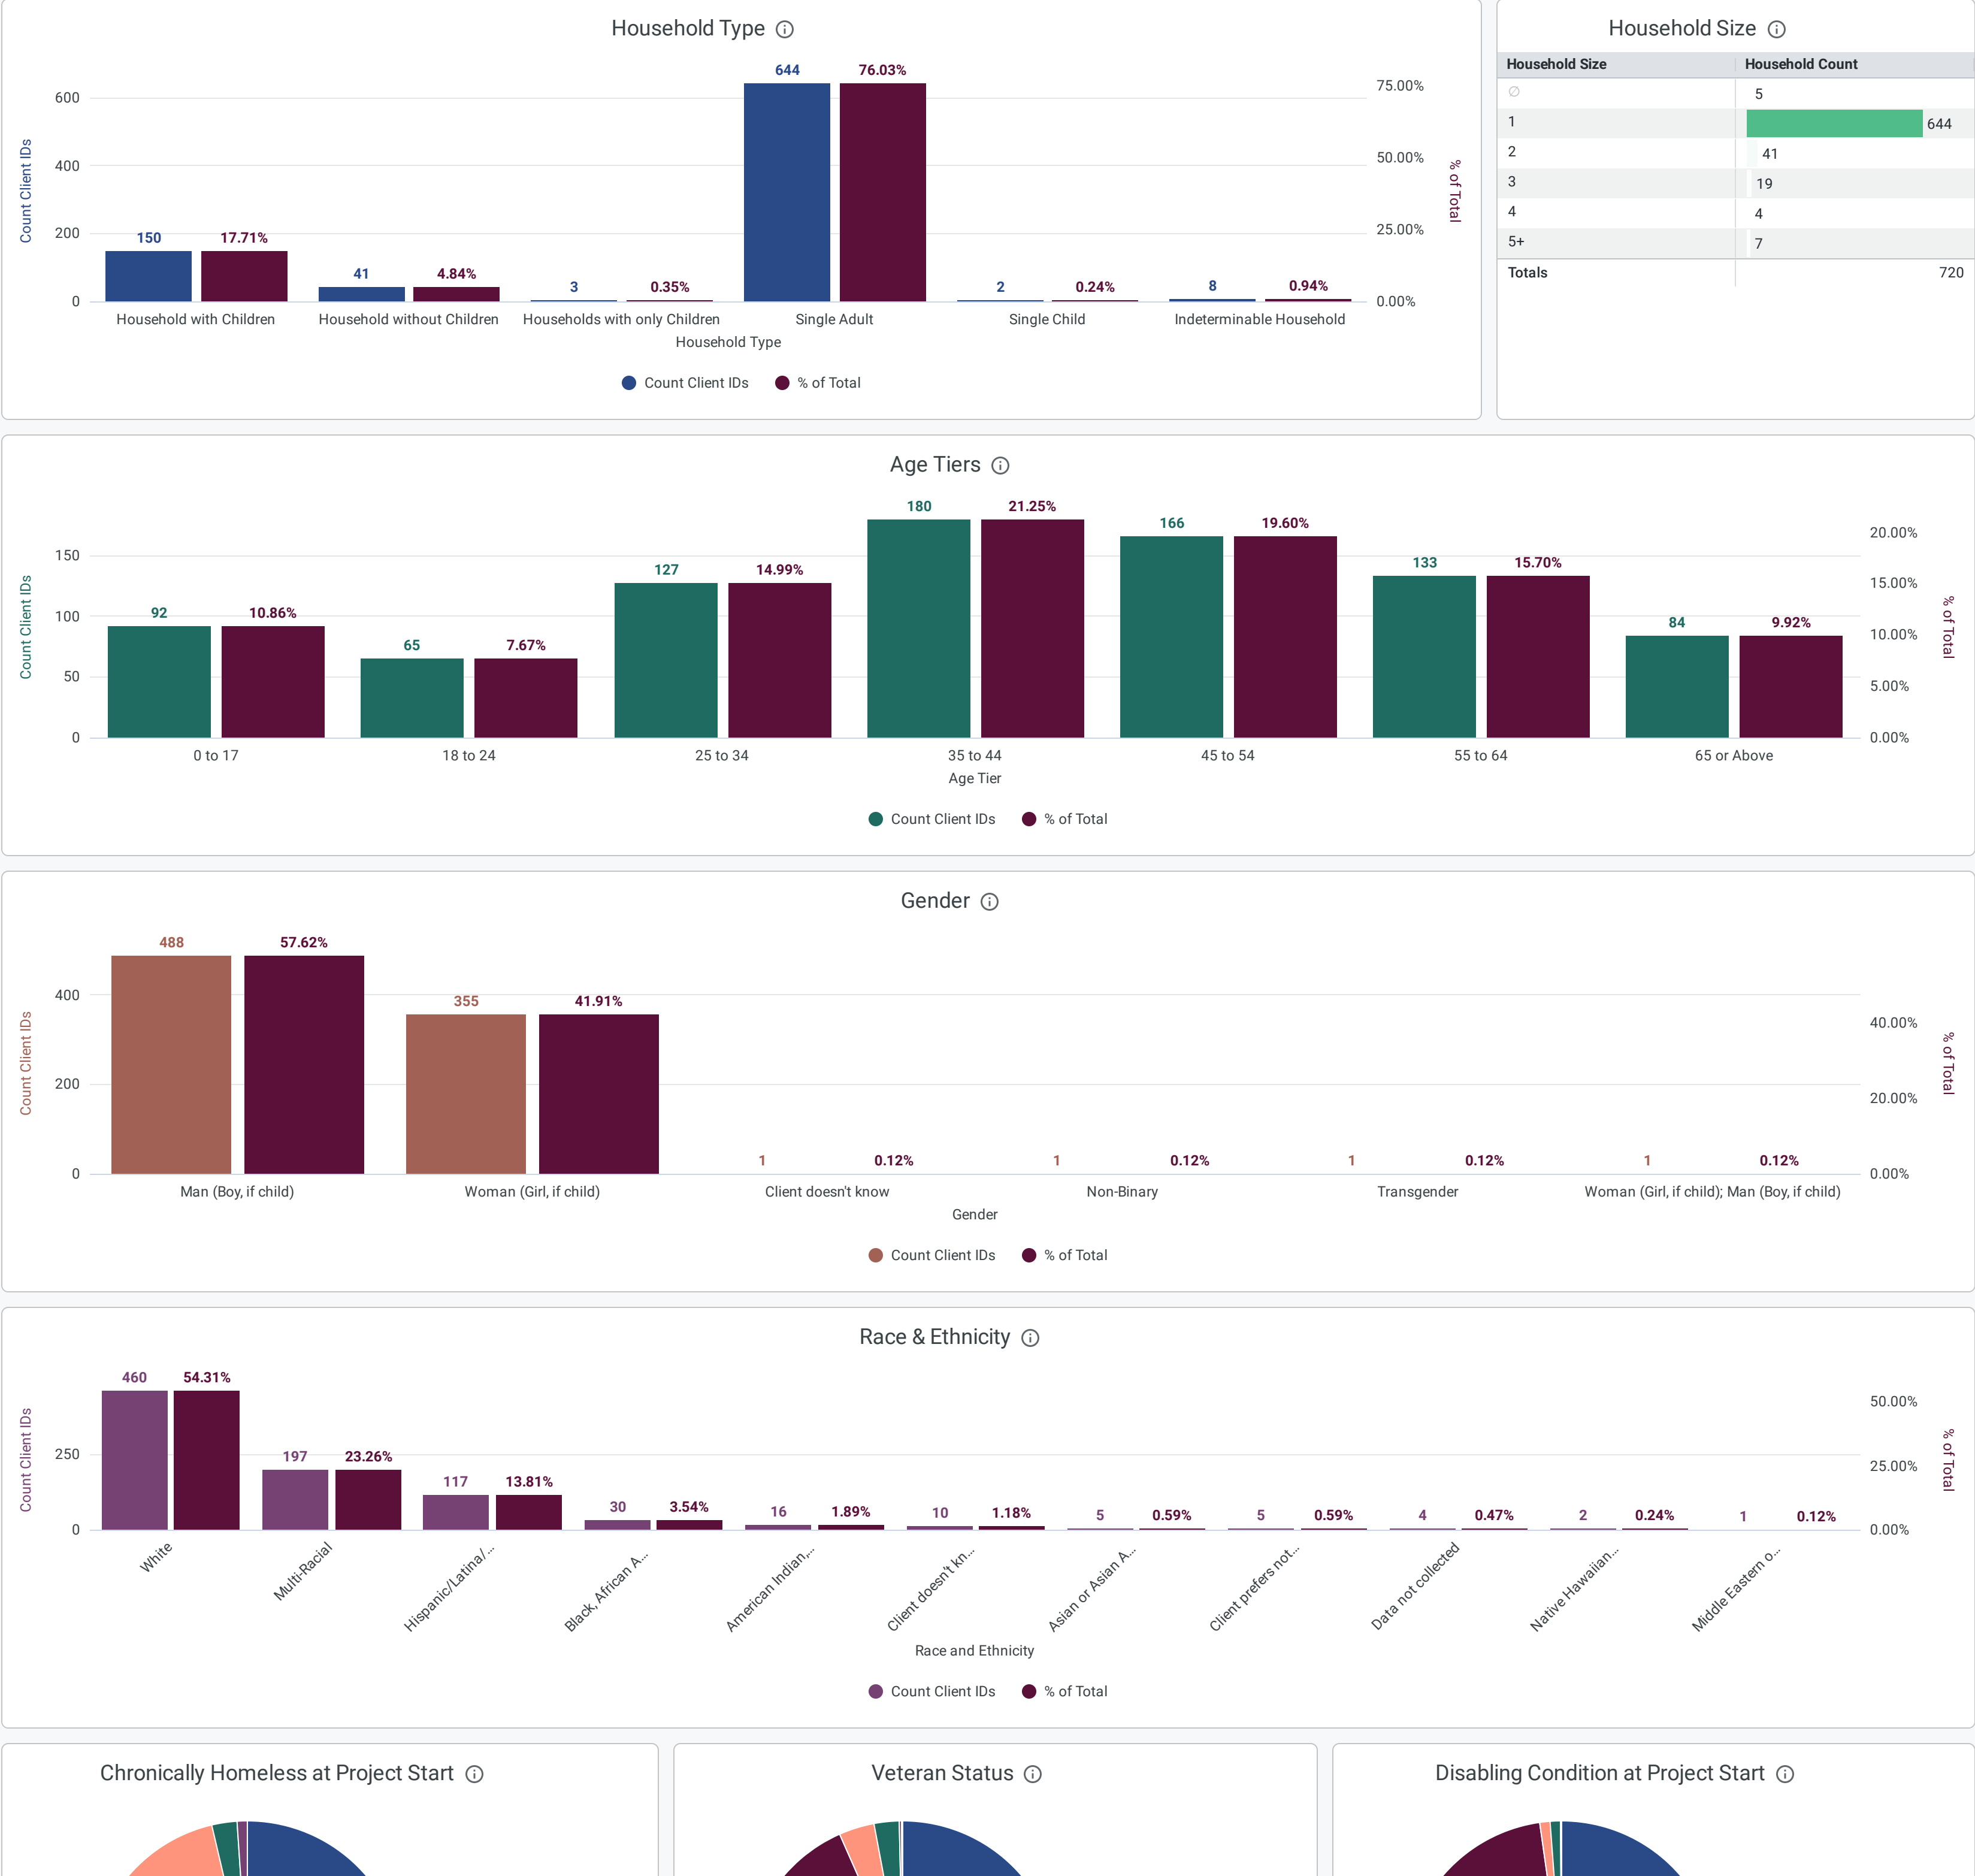 Household Type
644
76.03%
150
17.71%
41
4.84%
3
0.35%
2
0.24%
8
0.94%
600
400
200
0
75.00%
50.00%
25.00%
0.00%
Count Client IDs
% of Total
Household with Children
Household without Children
Households with only Children
Single Adult
Single Child
Indeterminable Household
Household Type
Count Client IDs
% of Total
Household Size
Household Size Household Count
∅ 5
1 644
2 41
3 19
4 4
5+ 7
Totals 720
Age Tiers
92
10.86%
65
7.67%
127
14.99%
180
21.25%
166
19.60%
133
15.70%
84
9.92%
150
100
50
0
20.00%
15.00%
10.00%
5.00%
0.00%
Count Client IDs
% of Total
0 to 17
18 to 24
25 to 34
35 to 44
45 to 54
55 to 64
65 or Above
Age Tier
Count Client IDs
% of Total
Gender
488
57.62%
355
41.91%
1
0.12%
1
0.12%
1
0.12%
1
0.12%
400
200
0
40.00%
20.00%
0.00%
Count Client IDs
% of Total
Man (Boy, if child)
Woman (Girl, if child)
Client doesn't know
Non-Binary
Transgender
Woman (Girl, if child); Man (Boy, if child)
Gender
Count Client IDs
% of Total
Race & Ethnicity
460
54.31%
197
23.26%
117
13.81%
30
3.54%
16
1.89%
10
1.18%
5
0.59%
5
0.59%
4
0.47%
2
0.24%
1
0.12%
250
0
50.00%
25.00%
0.00%
Count Client IDs
% of Total
White
Multi-Racial
Hispanic/Latina/...
Black, African A...
American Indian,...
Client doesn't kn...
Asian or Asian A...
Client prefers not...
Data not collected
Native Hawaiian...
Middle Eastern o...
Race and Ethnicity
Count Client IDs
% of Total
Chronically Homeless at Project Start
Veteran Status
Disabling Condition at Project Start